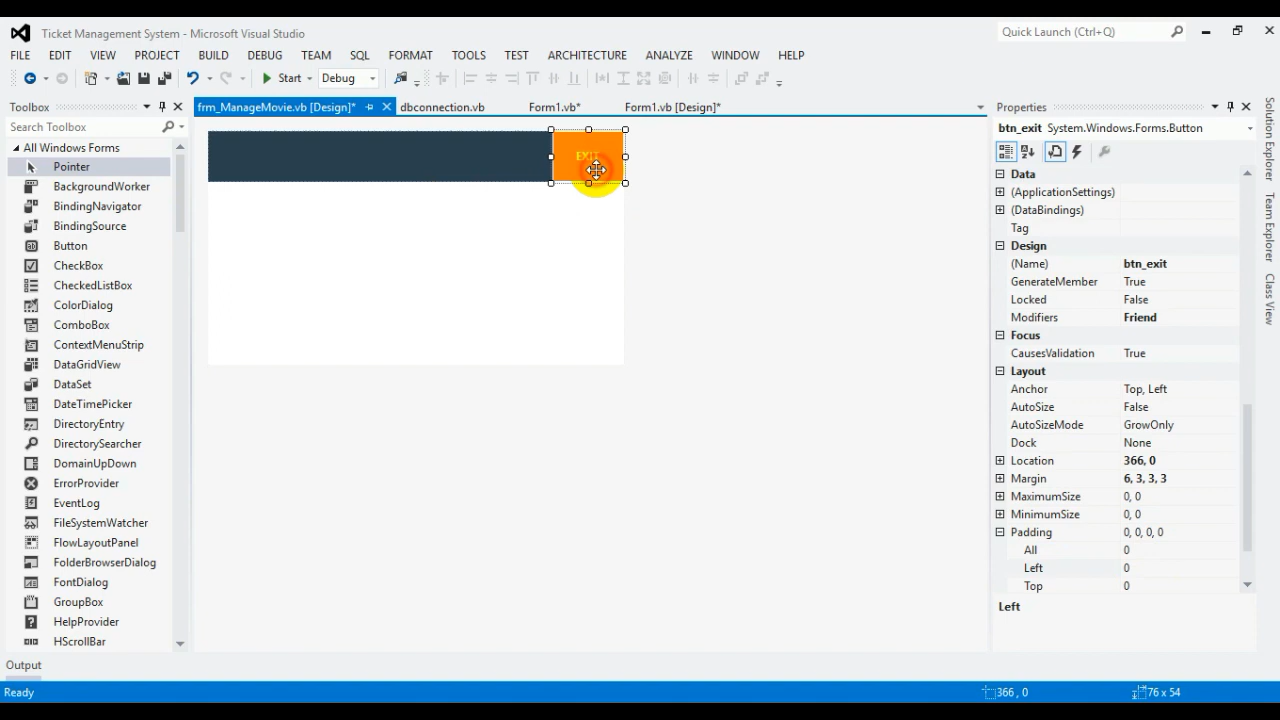 Ticket Management System - Microsoft Visual Studio
Quick Launch (Ctrl+Q)
FILE EDIT VIEW PROJECT BUILD DEBUG TEAM SQL FORMAT TOOLS TEST ARCHITECTURE ANALYZE WINDOW HELP
Start Debug
Toolbox
frm_ManageMovie.vb [Design]* dbconnection.vb Form1.vb* Form1.vb [Design]*
Properties
Search Toolbox
btn_exit System.Windows.Forms.Button
All Windows Forms
Pointer
BackgroundWorker
BindingNavigator
BindingSource
Button
CheckBox
CheckedListBox
ColorDialog
ComboBox
ContextMenuStrip
DataGridView
DataSet
DateTimePicker
DirectoryEntry
DirectorySearcher
DomainUpDown
ErrorProvider
EventLog
FileSystemWatcher
FlowLayoutPanel
FolderBrowserDialog
FontDialog
GroupBox
HelpProvider
HScrollBar
EXIT
Data
(ApplicationSettings)
(DataBindings)
Tag
Design
(Name) btn_exit
GenerateMember True
Locked False
Modifiers Friend
Focus
CausesValidation True
Layout
Anchor Top, Left
AutoSize False
AutoSizeMode GrowOnly
Dock None
Location 366, 0
Margin 6, 3, 3, 3
MaximumSize 0, 0
MinimumSize 0, 0
Padding 0, 0, 0, 0
All 0
Left 0
Top 0
Left
Solution Explorer
Team Explorer
Class View
Output
Ready 366 , 0 76 x 54